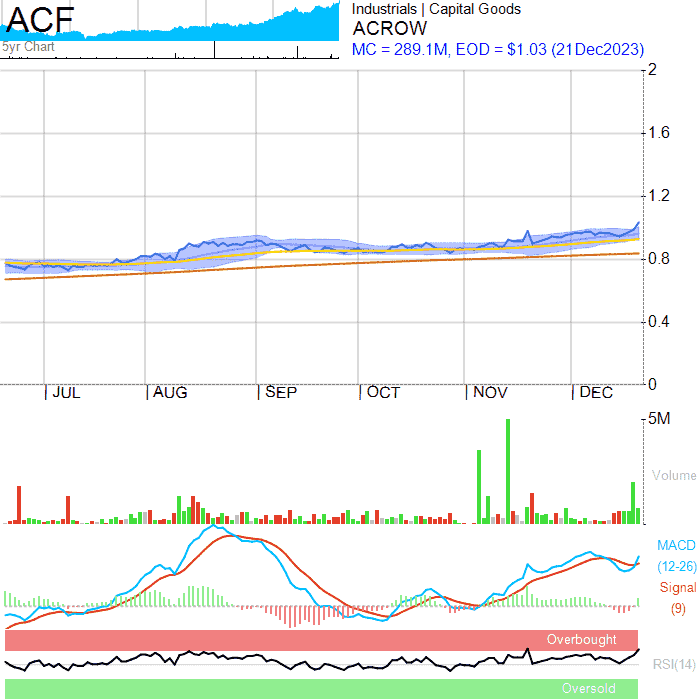 ACF
5yr Chart
Industrials | Capital Goods
ACROW
MC = 289.1M, EOD = $1.03 (21Dec2023)
2
1.6
1.2
0.8
0.4
0
JUL
AUG
SEP
OCT
NOV
DEC
5M
Volume
MACD
(12-26)
Signal
(9)
Overbought
RSI(14)
Oversold